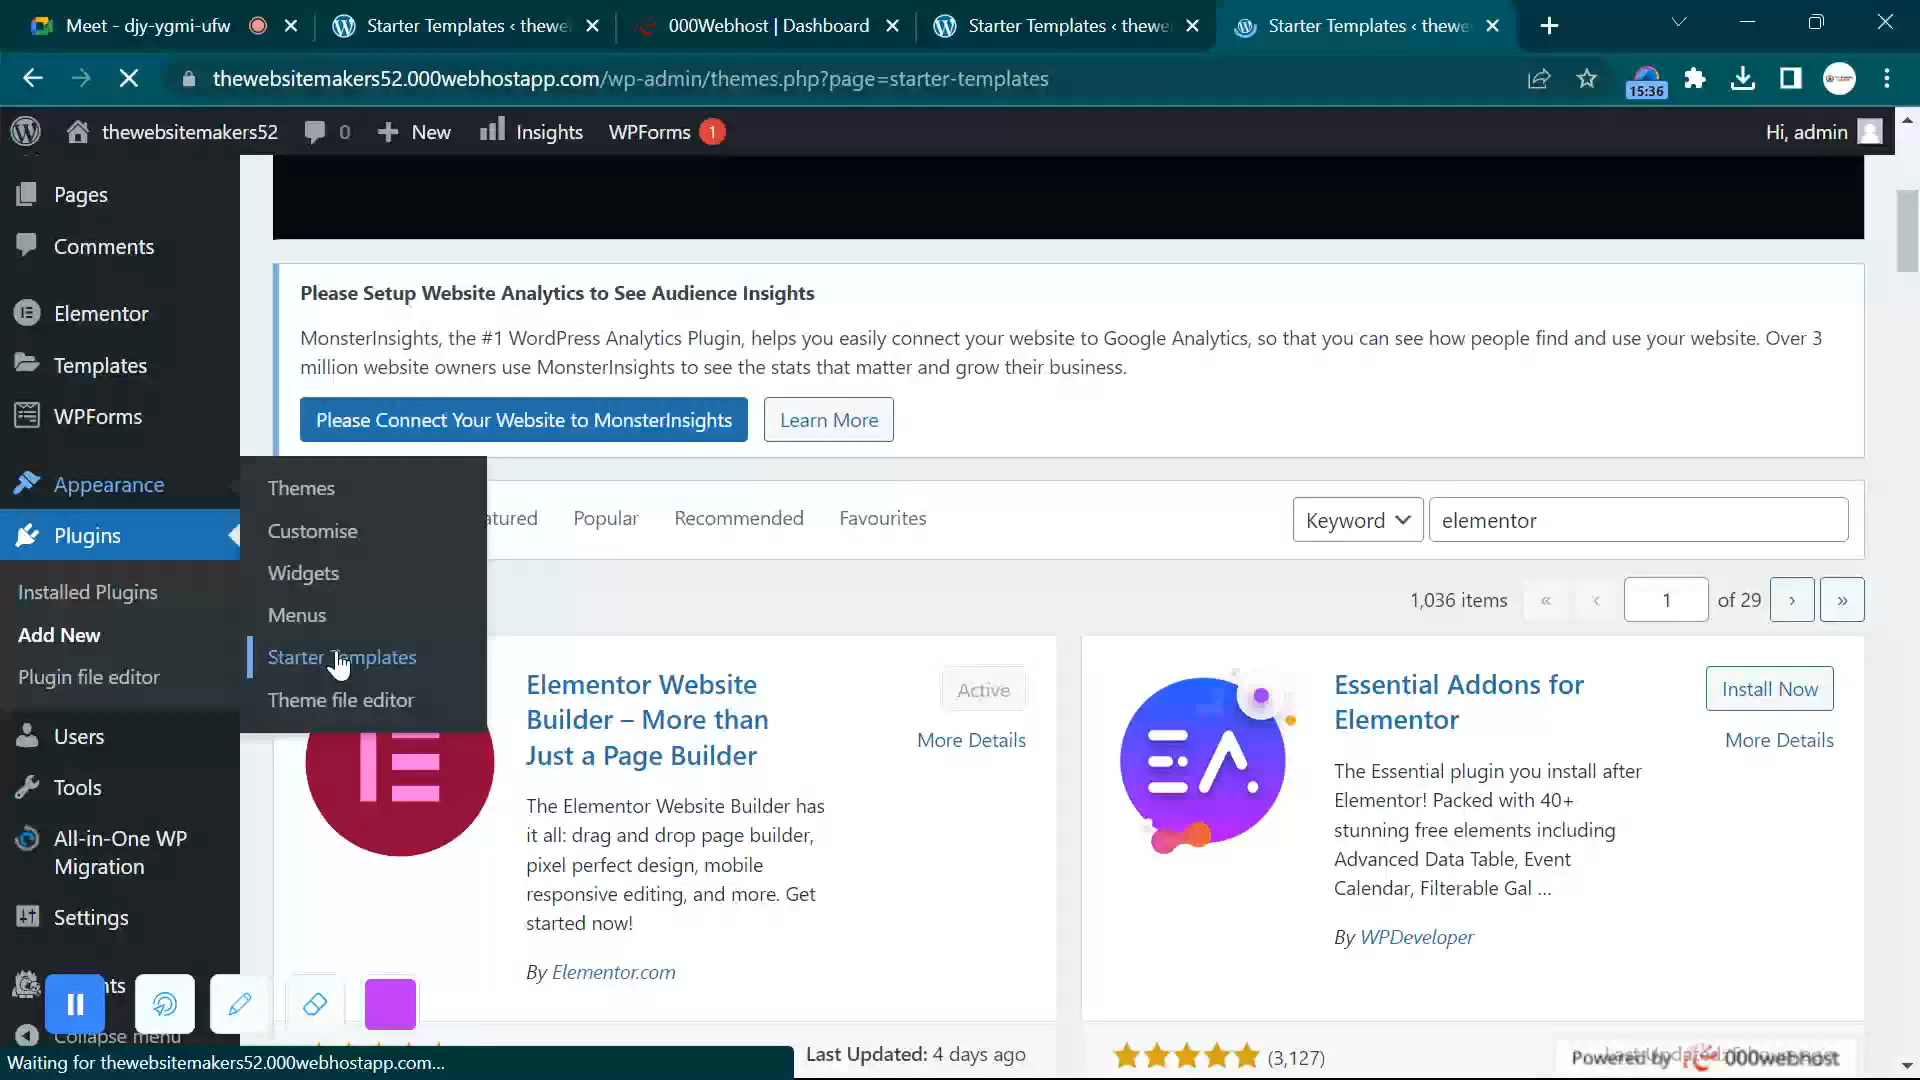 Meet - djy-ygmi-ufw
Starter Templates ‹ thewe
000Webhost | Dashboard
Starter Templates ‹ thewe
Starter Templates ‹ thewe
thewebsitemakers52.000webhostapp.com/wp-admin/themes.php?page=starter-templates
15:36
thewebsitemakers52
0
New
Insights
WPForms
1
Hi, admin
Pages
Comments
Elementor
Templates
WPForms
Appearance
Plugins
Installed Plugins
Add New
Plugin file editor
Users
Tools
All-in-One WP
Migration
Settings
nts
Collapse menu
Themes
Customise
Widgets
Menus
Starter Templates
Theme file editor
Please Setup Website Analytics to See Audience Insights
MonsterInsights, the #1 WordPress Analytics Plugin, helps you easily connect your website to Google Analytics, so that you can see how people find and use your website. Over 3
million website owners use MonsterInsights to see the stats that matter and grow their business.
Please Connect Your Website to MonsterInsights
Learn More
atured
Popular
Recommended
Favourites
Keyword
elementor
1,036 items
«
‹
1
of 29
›
»
Elementor Website
Builder – More than
Just a Page Builder
Active
More Details
The Elementor Website Builder has
it all: drag and drop page builder,
pixel perfect design, mobile
responsive editing, and more. Get
started now!
By Elementor.com
Last Updated: 4 days ago
Essential Addons for
Elementor
Install Now
More Details
The Essential plugin you install after
Elementor! Packed with 40+
stunning free elements including
Advanced Data Table, Event
Calendar, Filterable Gal ...
By WPDeveloper
(3,127)
Powered by 000webhost
Waiting for thewebsitemakers52.000webhostapp.com...